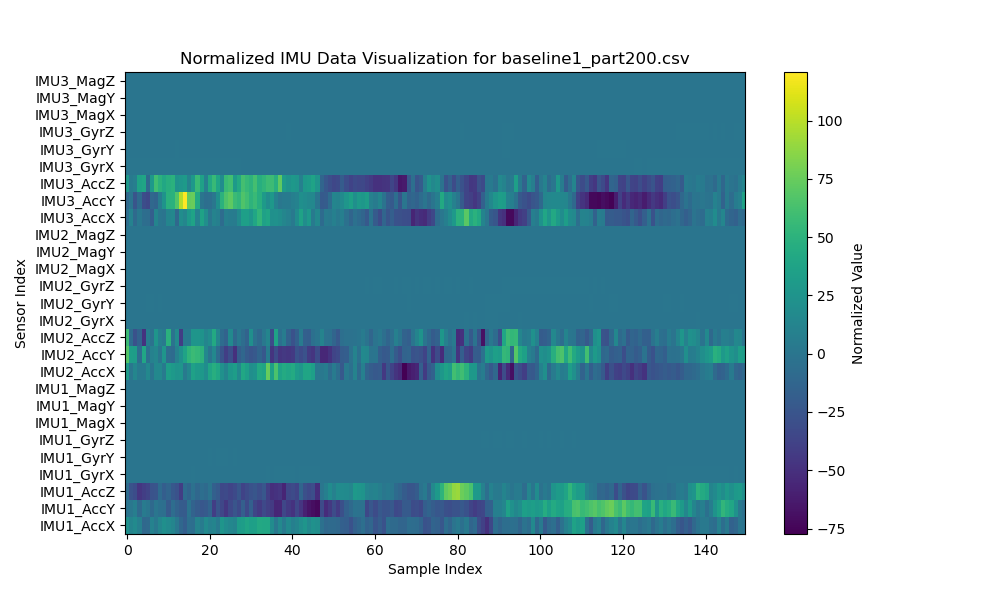 Normalized IMU Data Visualization for baseline1_part200.csv
Sensor Index
IMU3_MagZ
IMU3_MagY
IMU3_MagX
IMU3_GyrZ
IMU3_GyrY
IMU3_GyrX
IMU3_AccZ
IMU3_AccY
IMU3_AccX
IMU2_MagZ
IMU2_MagY
IMU2_MagX
IMU2_GyrZ
IMU2_GyrY
IMU2_GyrX
IMU2_AccZ
IMU2_AccY
IMU2_AccX
IMU1_MagZ
IMU1_MagY
IMU1_MagX
IMU1_GyrZ
IMU1_GyrY
IMU1_GyrX
IMU1_AccZ
IMU1_AccY
IMU1_AccX
0 20 40 60 80 100 120 140
Sample Index
100
75
50
25
0
−25
−50
−75
Normalized Value